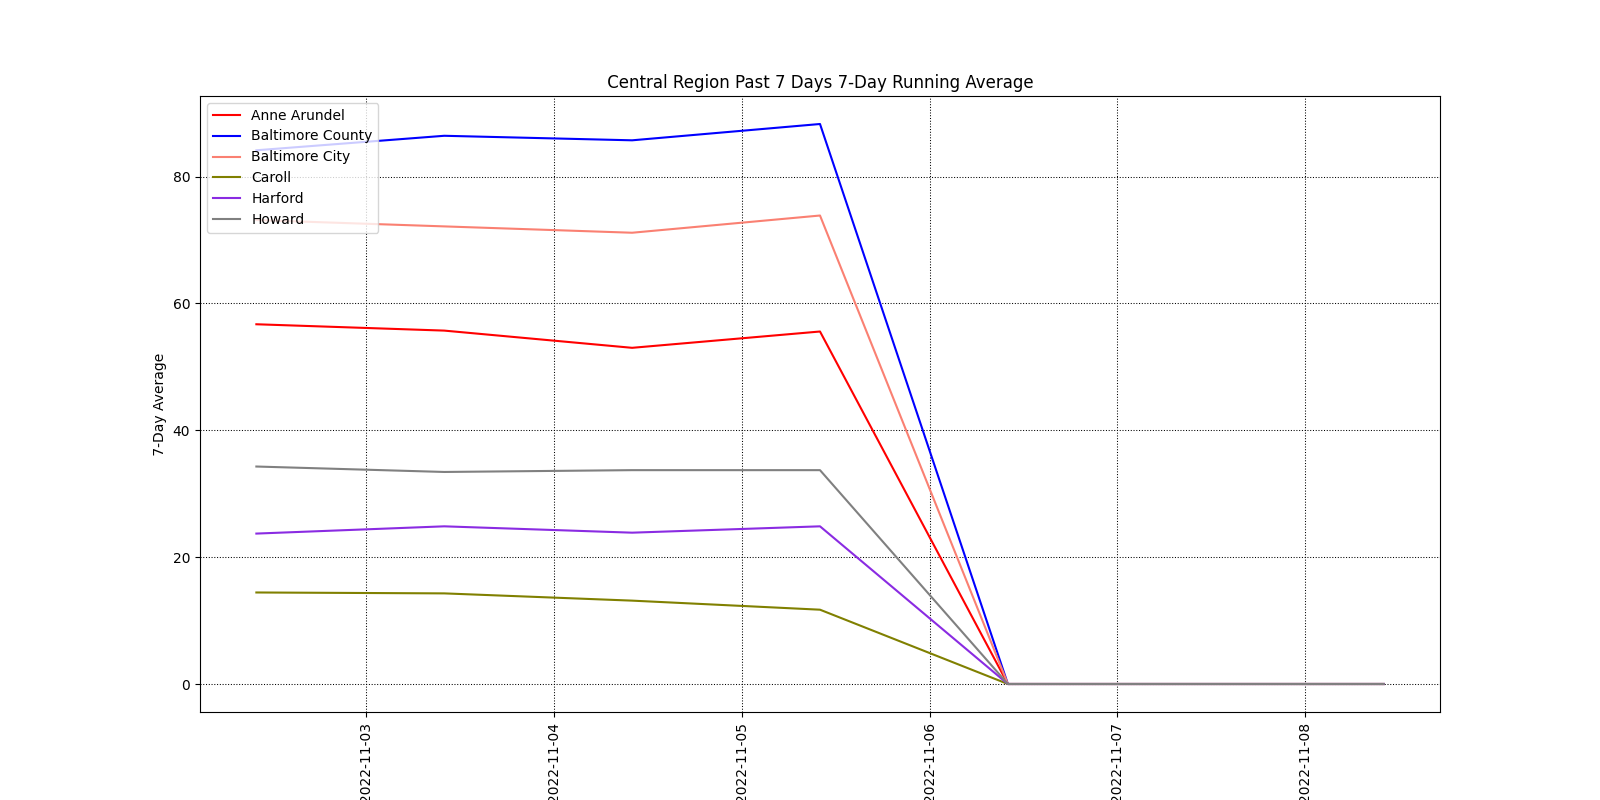 Central Region Past 7 Days 7-Day Running Average
Anne Arundel
Baltimore County
Baltimore City
Caroll
Harford
Howard
7-Day Average
80
60
40
20
0
2022-11-03
2022-11-04
2022-11-05
2022-11-06
2022-11-07
2022-11-08